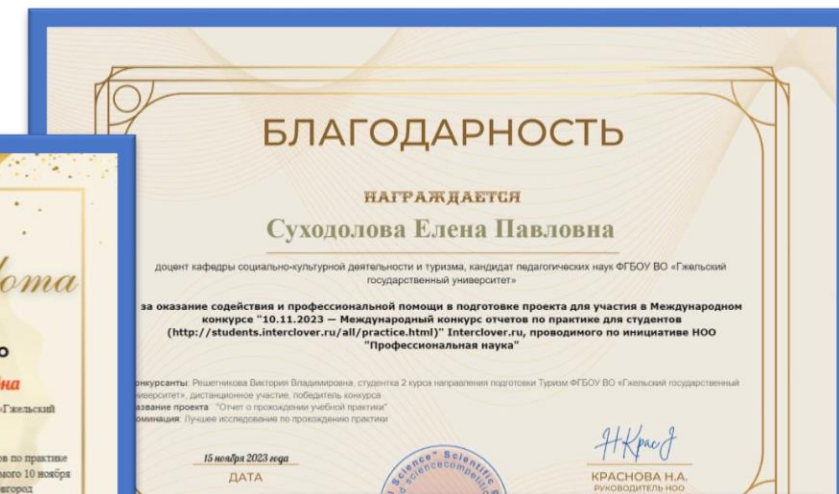 БЛАГОДАРНОСТЬ
НАГРАЖДАЕТСЯ
Суходолова Елена Павловна
доцент кафедры социально-культурной деятельности и туризма, кандидат педагогических наук ФГБОУ ВО «Гжельский
государственный университет»
за оказание содействия и профессиональной помощи в подготовке проекта для участия в Международном
конкурсе "10.11.2023 — Международный конкурс отчетов по практике для студентов
(http://students.interclover.ru/all/practice.html)" Interclover.ru, проводимого по инициативе НОО
"Профессиональная наука"
Решетникова Виктория Владимировна, студентка 2 курса направления подготовки Туризм ФГБОУ ВО «Гжельский государственный
дистанционное участие, победитель конкурса
проекта "Отчет о прохождении учебной практики"
Лучшее исследование по прохождению практики
15 ноября 2023 года
ДАТА
КРАСНОВА Н.А.
РУКОВОДИТЕЛЬ НОО
Science" Scientific
«Гжельский
по практике
10 ноября